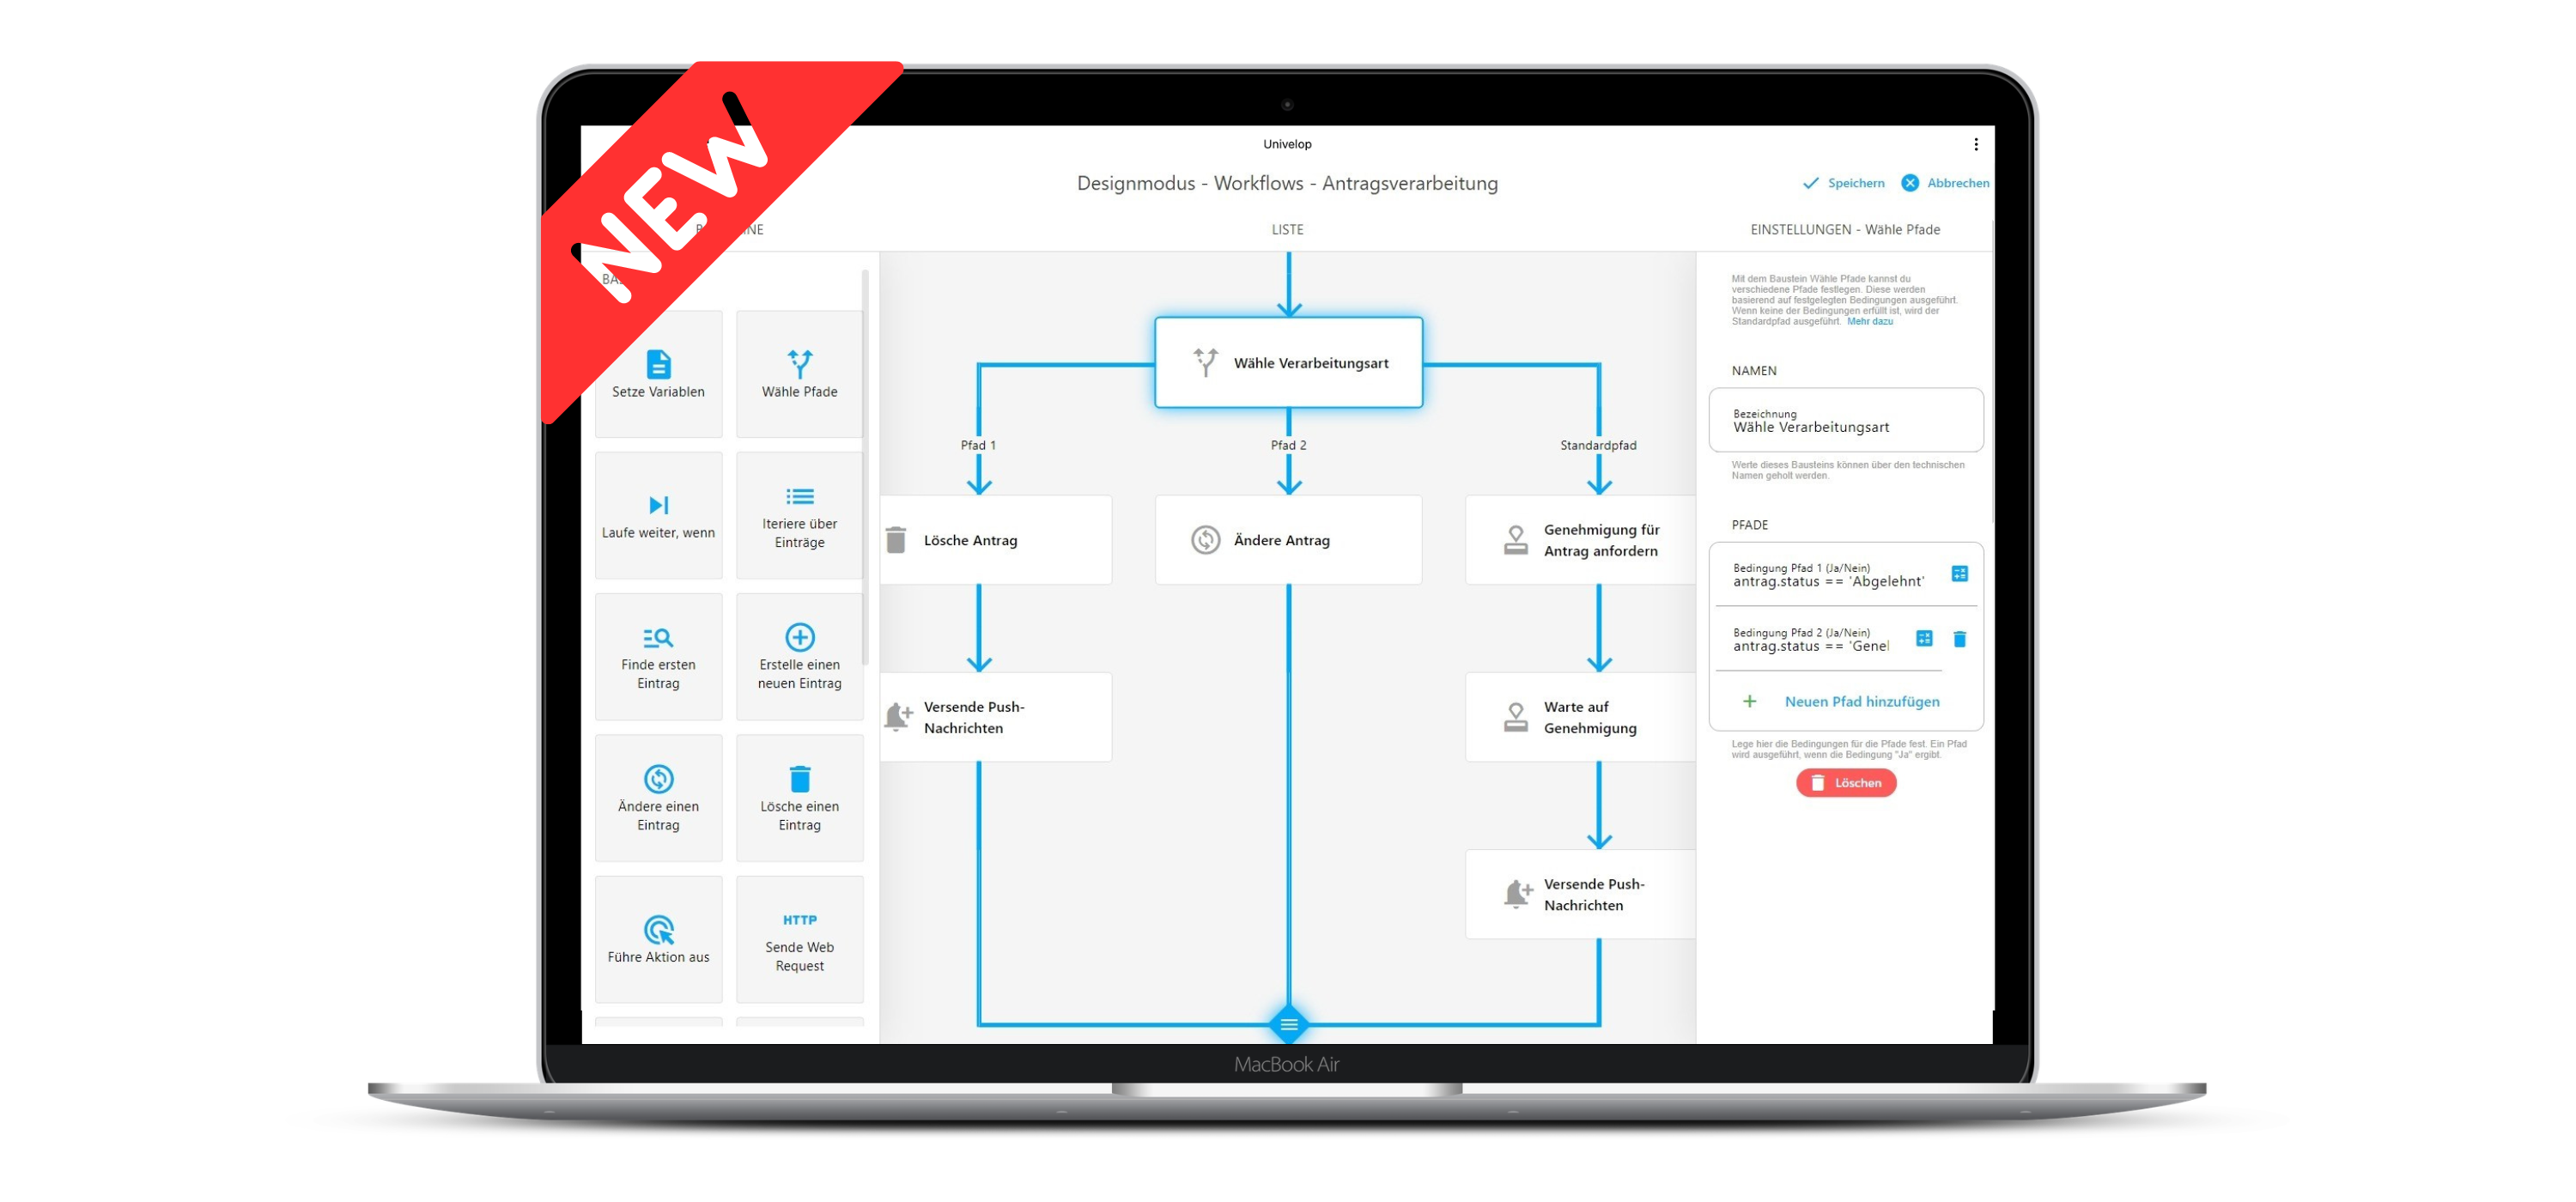 NEW
Univelop
Designmodus - Workflows - Antragsverarbeitung
Speichern
Abbrechen
LISTE
EINSTELLUNGEN - Wähle Pfade
Setze Variablen
Wähle Pfade
Laufe weiter, wenn
Iteriere über
Einträge
Finde ersten
Eintrag
Erstelle einen
neuen Eintrag
Ändere einen
Eintrag
Lösche einen
Eintrag
Führe Aktion aus
HTTP
Sende Web
Request
Wähle Verarbeitungsart
Pfad 1
Pfad 2
Standardpfad
Lösche Antrag
Ändere Antrag
Genehmigung für
Antrag anfordern
Versende Push-
Nachrichten
Warte auf
Genehmigung
Versende Push-
Nachrichten
Mit dem Baustein Wähle Pfade kannst du
verschiedene Pfade festlegen. Diese werden
basierend auf festgelegten Bedingungen ausgeführt.
Wenn keine der Bedingungen erfüllt ist, wird der
Standardpfad ausgeführt. Mehr dazu
NAMEN
Bezeichnung
Wähle Verarbeitungsart
Werte dieses Bausteins können über den technischen
Namen geholt werden.
PFADE
Bedingung Pfad 1 (Ja/Nein)
antrag.status == 'Abgelehnt'
Bedingung Pfad 2 (Ja/Nein)
antrag.status == 'Genel
+ Neuen Pfad hinzufügen
Lege hier die Bedingungen für die Pfade fest. Ein Pfad
wird ausgeführt, wenn die Bedingung "Ja" ergibt.
Löschen
MacBook Air